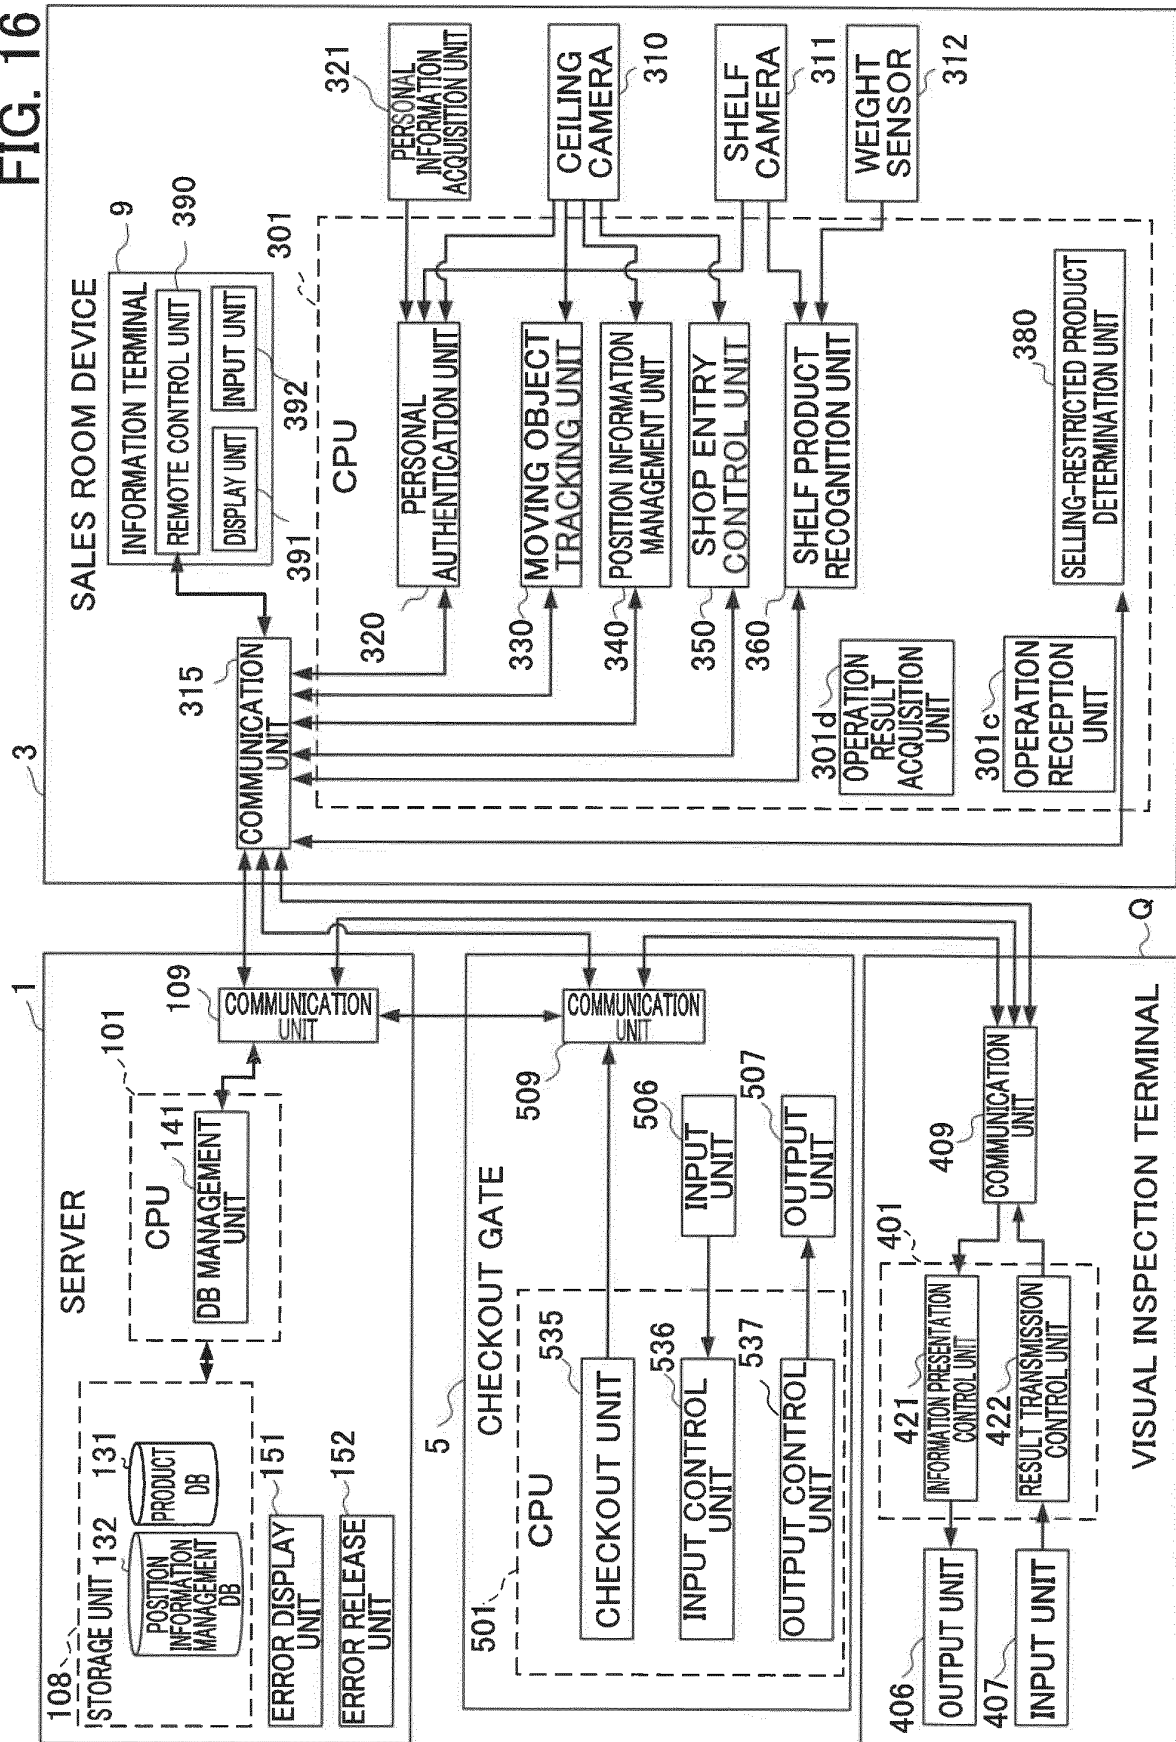 FIG. 16
1
SERVER
108
STORAGE UNIT
132
POSITION
INFORMATION
MANAGEMENT
DB
131
PRODUCT
DB
151
ERROR DISPLAY
UNIT
152
ERROR RELEASE
UNIT
101
CPU
141
DB MANAGEMENT
UNIT
109
COMMUNICATION
UNIT
3
SALES ROOM DEVICE
315
COMMUNICATION
UNIT
9
INFORMATION TERMINAL
390
REMOTE CONTROL UNIT
DISPLAY UNIT
391
INPUT UNIT
392
301
CPU
320
PERSONAL
AUTHENTICATION UNIT
330
MOVING OBJECT
TRACKING UNIT
340
POSITION INFORMATION
MANAGEMENT UNIT
350
SHOP ENTRY
CONTROL UNIT
360
SHELF PRODUCT
RECOGNITION UNIT
301d
OPERATION
RESULT
ACQUISITION
UNIT
301c
OPERATION
RECEPTION
UNIT
380
SELLING-RESTRICTED PRODUCT
DETERMINATION UNIT
321
PERSONAL
INFORMATION
ACQUISITION UNIT
CEILING
CAMERA
310
SHELF
CAMERA
311
WEIGHT
SENSOR
312
5
CHECKOUT GATE
501
CPU
535
CHECKOUT UNIT
536
INPUT CONTROL
UNIT
537
OUTPUT CONTROL
UNIT
506
INPUT
UNIT
507
OUTPUT
UNIT
509
COMMUNICATION
UNIT
Q
VISUAL INSPECTION TERMINAL
406
OUTPUT UNIT
407
INPUT UNIT
401
421
INFORMATION PRESENTATION
CONTROL UNIT
422
RESULT TRANSMISSION
CONTROL UNIT
409
COMMUNICATION
UNIT